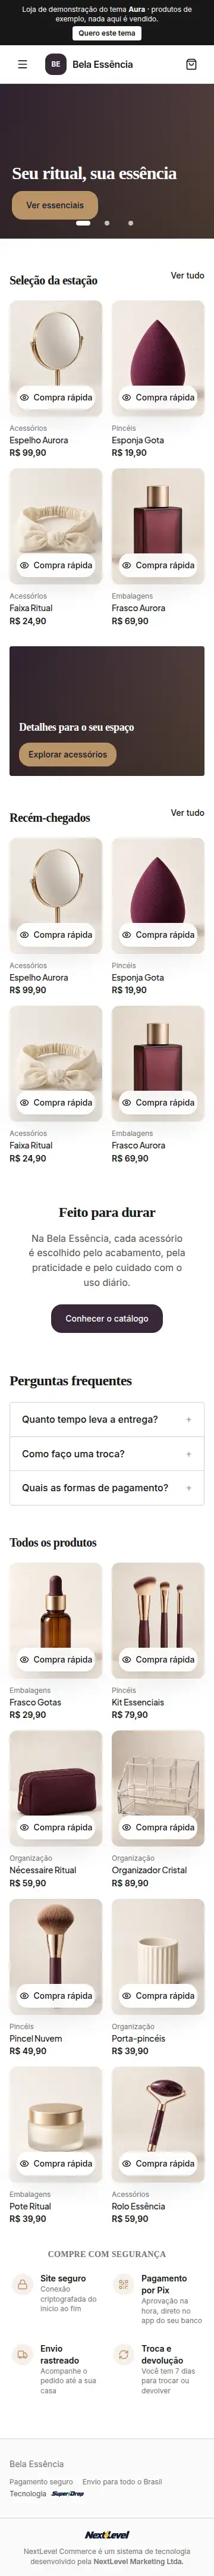 Loja de demonstração do tema Aura · produtos de
exemplo, nada aqui é vendido.
Quero este tema
BE
Bela Essência
Seu ritual, sua essência
Ver essenciais
Seleção da estação
Ver tudo
Compra rápida
Compra rápida
Acessórios
Pincéis
Espelho Aurora
Esponja Gota
R$ 99,90
R$ 19,90
Compra rápida
Compra rápida
Acessórios
Embalagens
Faixa Ritual
Frasco Aurora
R$ 24,90
R$ 69,90
Detalhes para o seu espaço
Explorar acessórios
Recém-chegados
Ver tudo
Compra rápida
Compra rápida
Acessórios
Pincéis
Espelho Aurora
Esponja Gota
R$ 99,90
R$ 19,90
Compra rápida
Compra rápida
Acessórios
Embalagens
Faixa Ritual
Frasco Aurora
R$ 24,90
R$ 69,90
Feito para durar
Na Bela Essência, cada acessório
é escolhido pelo acabamento, pela
praticidade e pelo cuidado com o
uso diário.
Conhecer o catálogo
Perguntas frequentes
Quanto tempo leva a entrega? +
Como faço uma troca? +
Quais as formas de pagamento? +
Todos os produtos
Compra rápida
Compra rápida
Embalagens
Pincéis
Frasco Gotas
Kit Essenciais
R$ 29,90
R$ 79,90
Compra rápida
Compra rápida
Organização
Organização
Nécessaire Ritual
Organizador Cristal
R$ 59,90
R$ 89,90
Compra rápida
Compra rápida
Pincéis
Organização
Pincel Nuvem
Porta-pincéis
R$ 49,90
R$ 39,90
Compra rápida
Compra rápida
Embalagens
Acessórios
Pote Ritual
Rolo Essência
R$ 39,90
R$ 59,90
COMPRE COM SEGURANÇA
Site seguro
Conexão
criptografada do
início ao fim
Pagamento
por Pix
Aprovação na
hora, direto no
app do seu banco
Envio
rastreado
Acompanhe o
pedido até a sua
casa
Troca e
devolução
Você tem 7 dias
para trocar ou
devolver
Bela Essência
Pagamento seguro Envio para todo o Brasil
Tecnologia SuperDrop
NextLevel
NextLevel Commerce é um sistema de tecnologia
desenvolvido pela NextLevel Marketing Ltda.